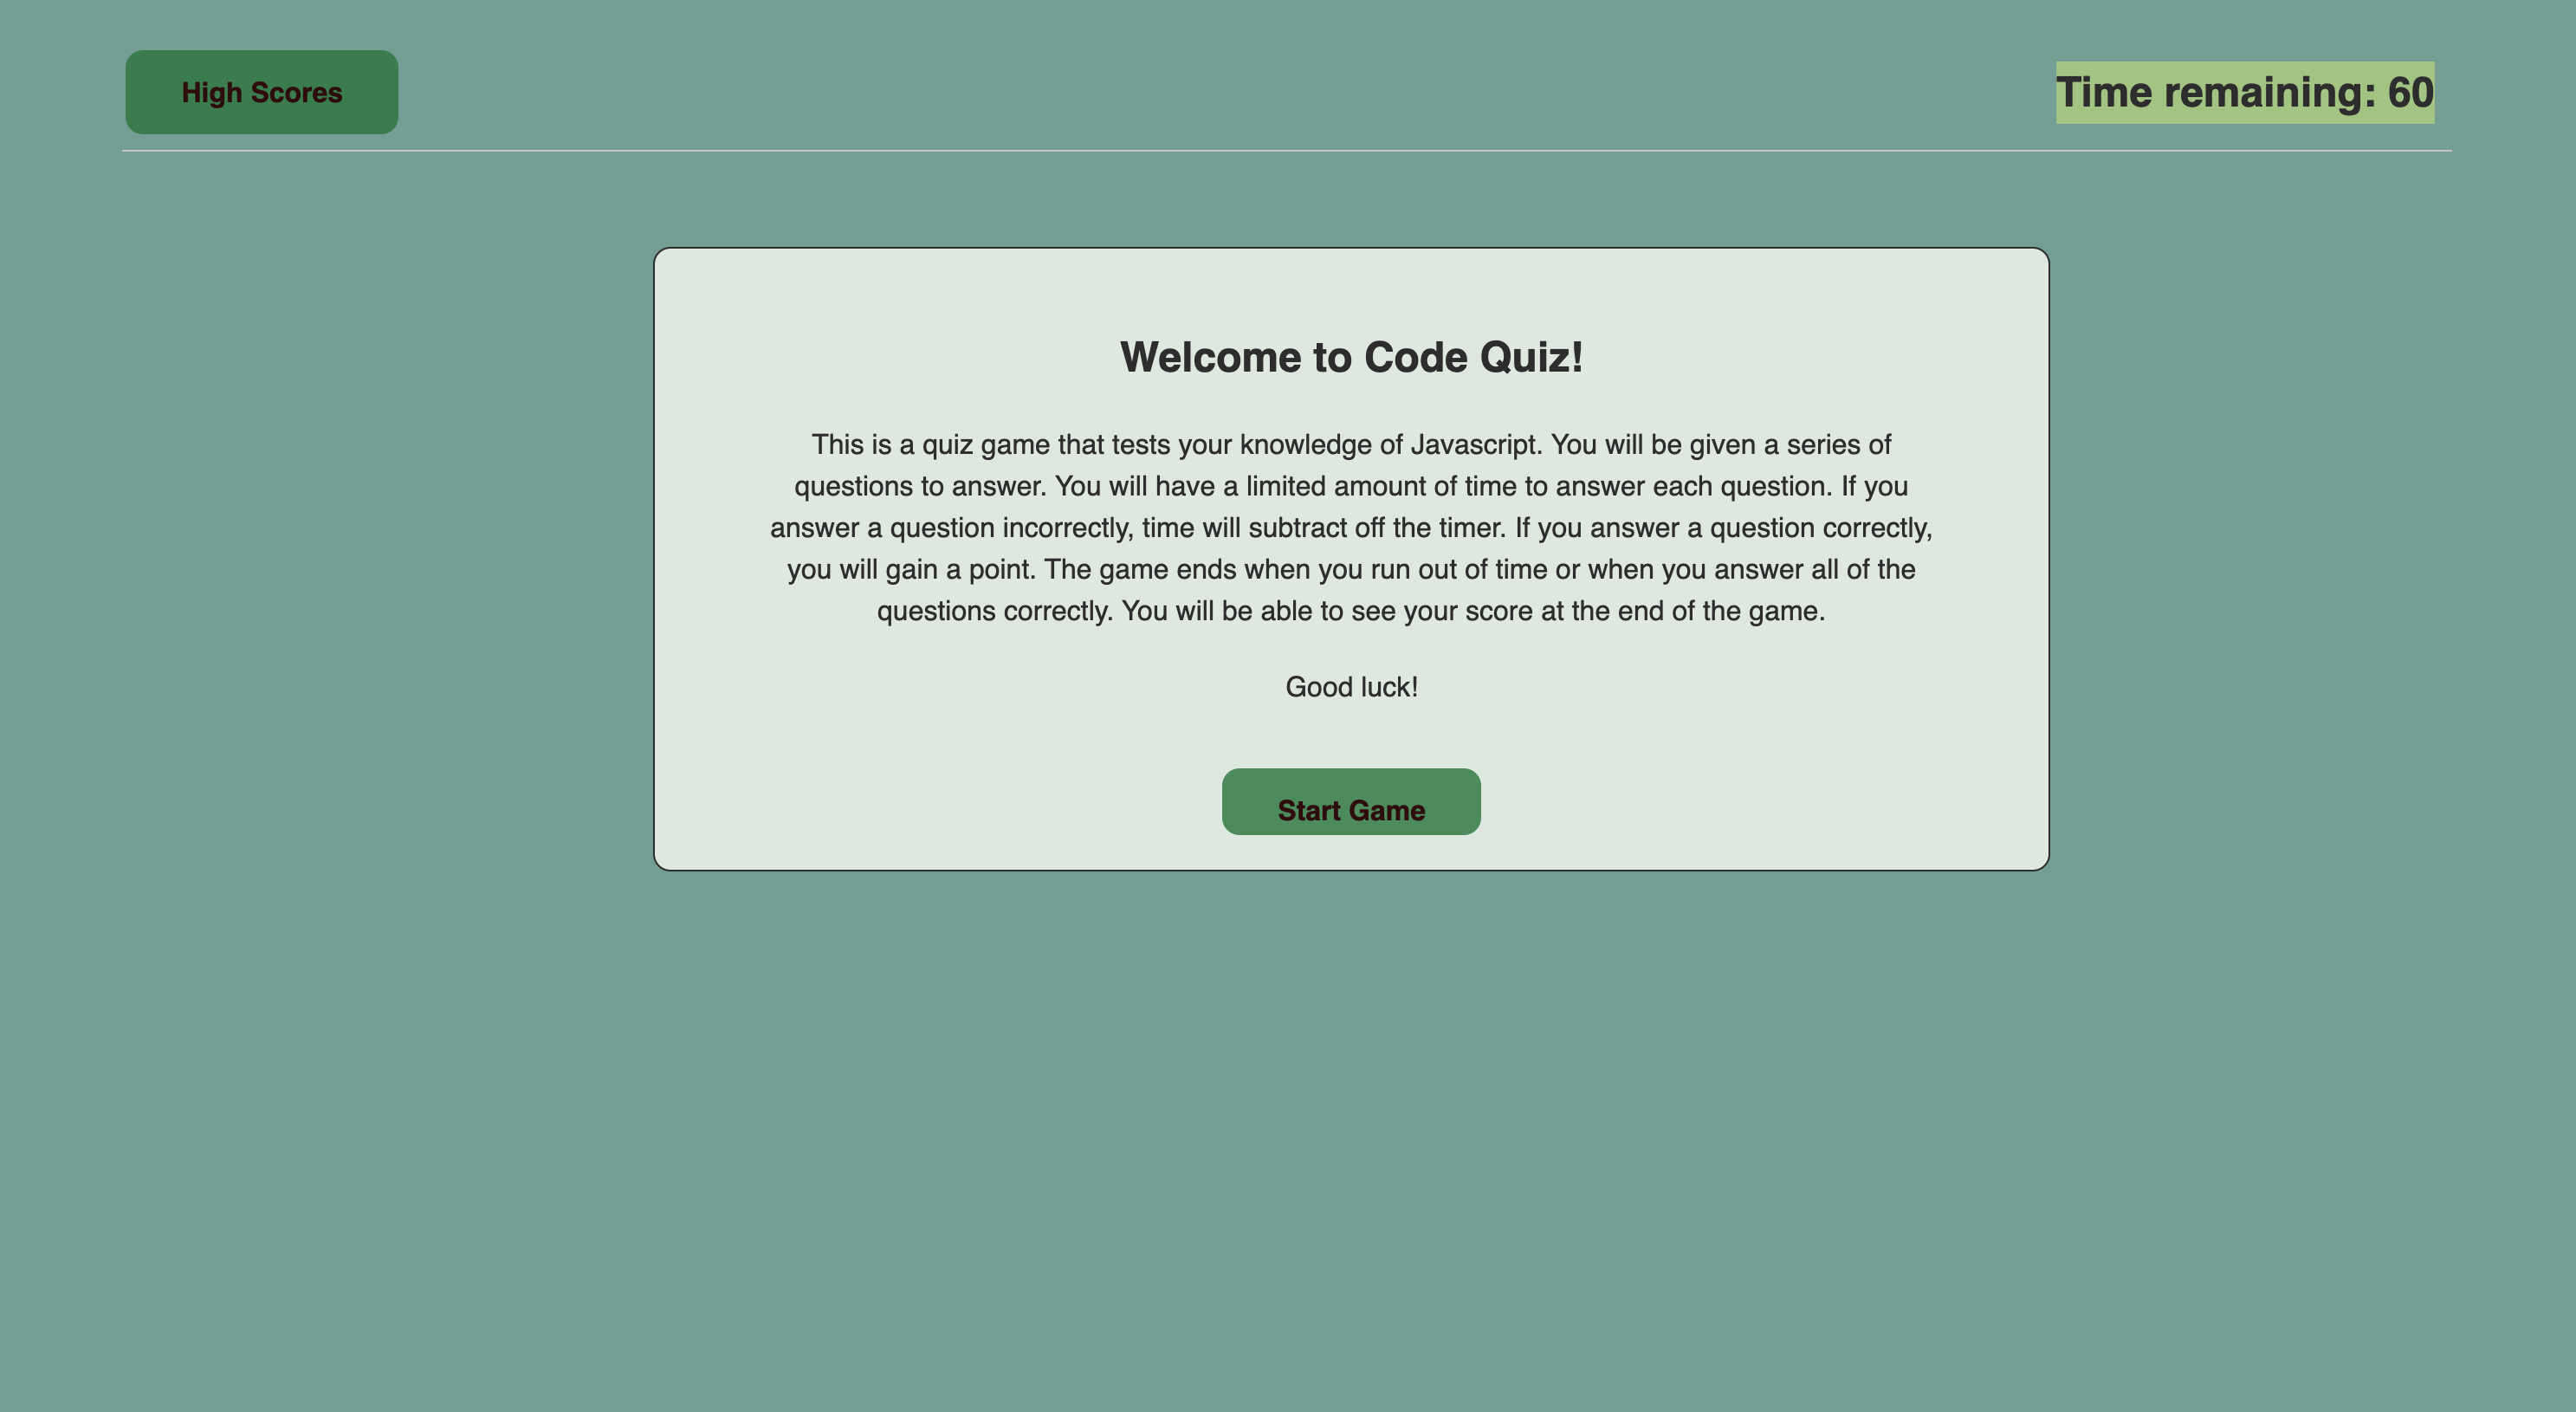 High Scores
Time remaining: 60
Welcome to Code Quiz!
This is a quiz game that tests your knowledge of Javascript. You will be given a series of
questions to answer. You will have a limited amount of time to answer each question. If you
answer a question incorrectly, time will subtract off the timer. If you answer a question correctly,
you will gain a point. The game ends when you run out of time or when you answer all of the
questions correctly. You will be able to see your score at the end of the game.
Good luck!
Start Game